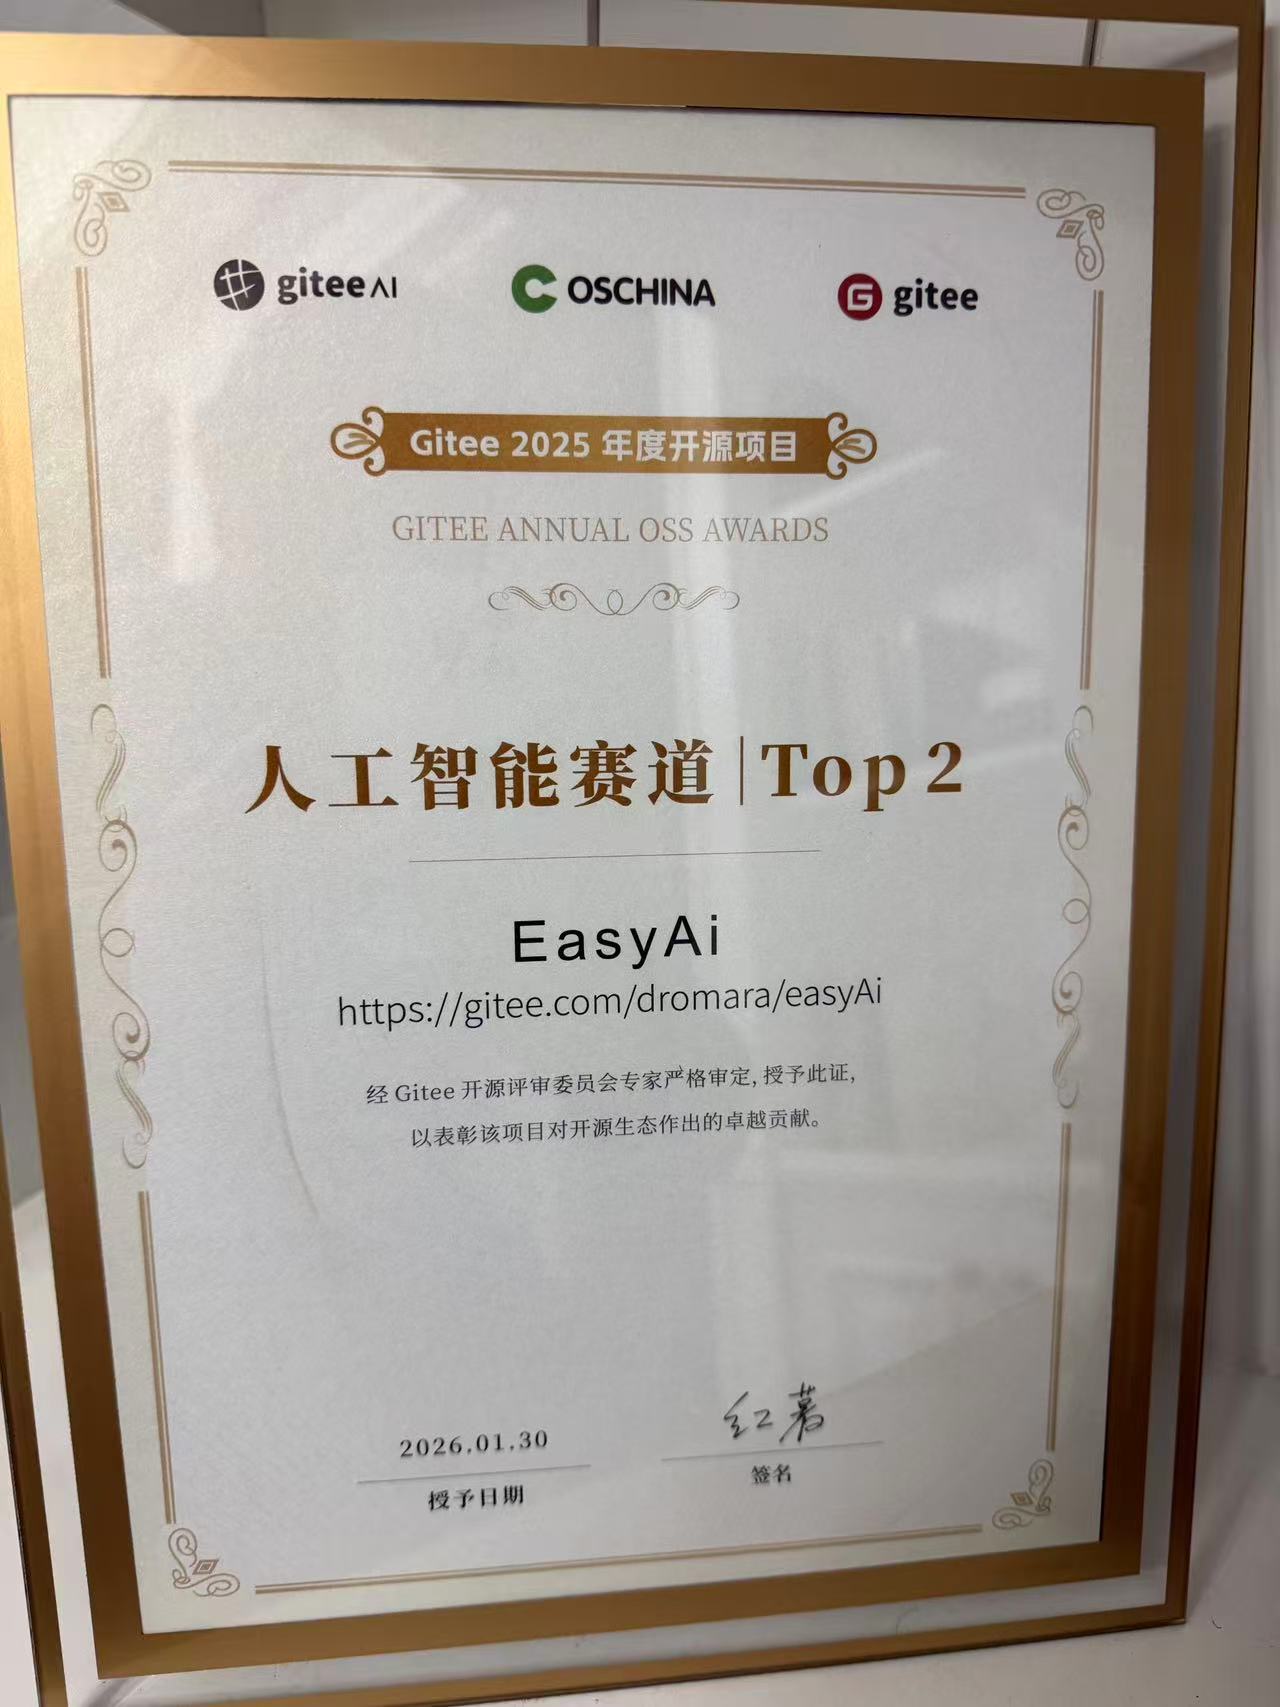 gitee AI
OSCHINA
gitee
Gitee 2025 年度开源项目
GITEE ANNUAL OSS AWARDS
人工智能赛道|Top 2
EasyAi
https://gitee.com/dromara/easyAi
经 Gitee 开源评审委员会专家严格审定, 授予此证,
以表彰该项目对开源生态作出的卓越贡献。
2026.01.30
授予日期
红薯
签名